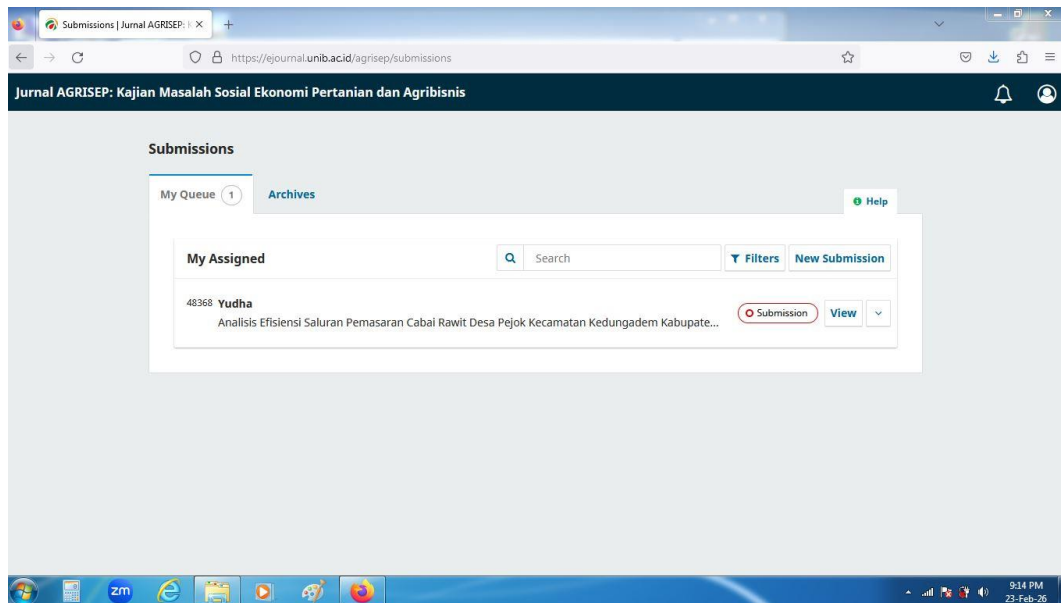 Submissions | Jurnal AGRISEP: K
https://ejournal.unib.ac.id/agrisep/submissions
Jurnal AGRISEP: Kajian Masalah Sosial Ekonomi Pertanian dan Agribisnis
Submissions
My Queue 1 Archives
Help
My Assigned Search Filters New Submission
48368 Yudha
Analisis Efisiensi Saluran Pemasaran Cabai Rawit Desa Pejok Kecamatan Kedungadem Kabupate...
Submission View
zm
9:14 PM
23-Feb-26